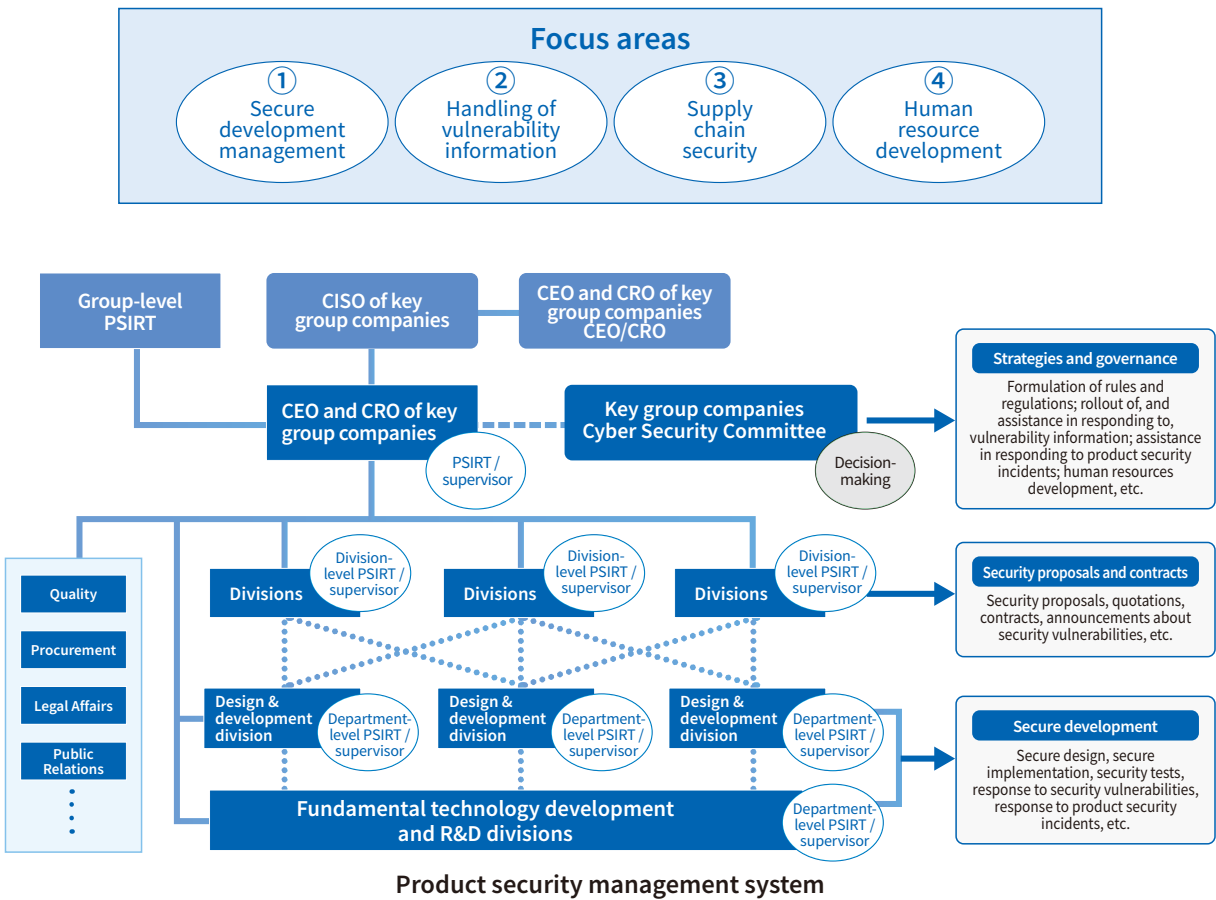 Focus areas
1
Secure
development
management
2
Handling of
vulnerability
information
3
Supply
chain
security
4
Human
resource
development
Group-level
PSIRT
CISO of key
group companies
CEO and CRO of key
group companies
CEO/CRO
CEO and CRO of key
group companies
PSIRT /
supervisor
Key group companies
Cyber Security Committee
Decision-
making
Strategies and governance
Formulation of rules and
regulations; rollout of, and
assistance in responding to,
vulnerability information; assistance
in responding to product security
incidents; human resources
development, etc.
Quality
Procurement
Legal Affairs
Public
Relations
Divisions
Division-
level PSIRT /
supervisor
Divisions
Division-
level PSIRT /
supervisor
Divisions
Division-
level PSIRT /
supervisor
Security proposals and contracts
Security proposals, quotations,
contracts, announcements about
security vulnerabilities, etc.
Design &
development
division
Department-
level PSIRT /
supervisor
Design &
development
division
Department-
level PSIRT /
supervisor
Design &
development
division
Department-
level PSIRT /
supervisor
Fundamental technology development
and R&D divisions
Department-
level PSIRT /
supervisor
Secure development
Secure design, secure
implementation, security tests,
response to security vulnerabilities,
response to product security
incidents, etc.
Product security management system